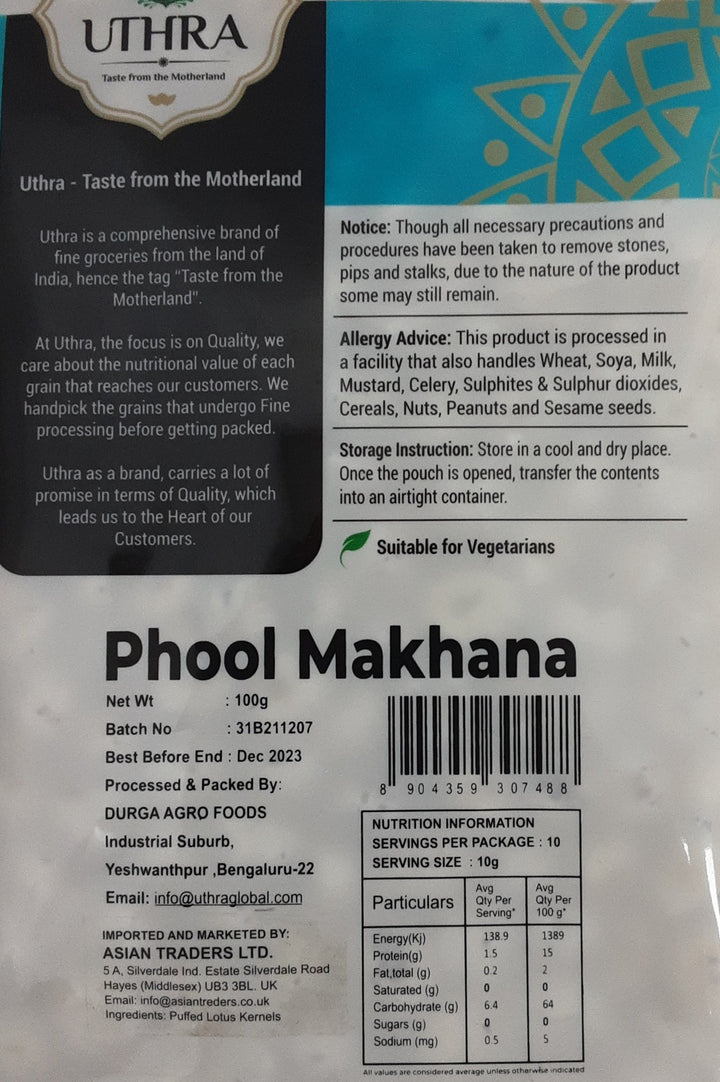 UTHRA
Taste from the Motherland
Uthra - Taste from the Motherland
Uthra is a comprehensive brand of
fine groceries from the land of
India, hence the tag "Taste from the
Motherland".
At Uthra, the focus is on Quality, we
care about the nutritional value of each
grain that reaches our customers. We
handpick the grains that undergo Fine
processing before getting packed.
Uthra as a brand, carries a lot of
promise in terms of Quality, which
leads us to the Heart of our
Customers.
Notice: Though all necessary precautions and
procedures have been taken to remove stones,
pips and stalks, due to the nature of the product
some may still remain.
Allergy Advice: This product is processed in
a facility that also handles Wheat, Soya, Milk,
Mustard, Celery, Sulphites & Sulphur dioxides,
Cereals, Nuts, Peanuts and Sesame seeds.
Storage Instruction: Store in a cool and dry place.
Once the pouch is opened, transfer the contents
into an airtight container.
Suitable for Vegetarians
Phool Makhana
Net Wt : 100g
Batch No : 31B211207
Best Before End : Dec 2023
Processed & Packed By:
DURGA AGRO FOODS
Industrial Suburb,
Yeshwanthpur ,Bengaluru-22
Email: info@uthraglobal.com
IMPORTED AND MARKETED BY:
ASIAN TRADERS LTD.
5 A, Silverdale Ind. Estate Silverdale Road
Hayes (Middlesex) UB3 3BL. UK
Email: info@asiantreders.co.uk
Ingredients: Puffed Lotus Kernels
8 904359 307488
NUTRITION INFORMATION
SERVINGS PER PACKAGE : 10
SERVING SIZE : 10g
Particulars Avg Qty Per Serving* Avg Qty Per 100 g*
Energy(Kj) 138.9 1389
Protein(g) 1.5 15
Fat,total (g) 0.2 2
Saturated (g) 0 0
Carbohydrate (g) 6.4 64
Sugars (g) 0 0
Sodium (mg) 0.5 5
All values are considered average unless otherwise indicated